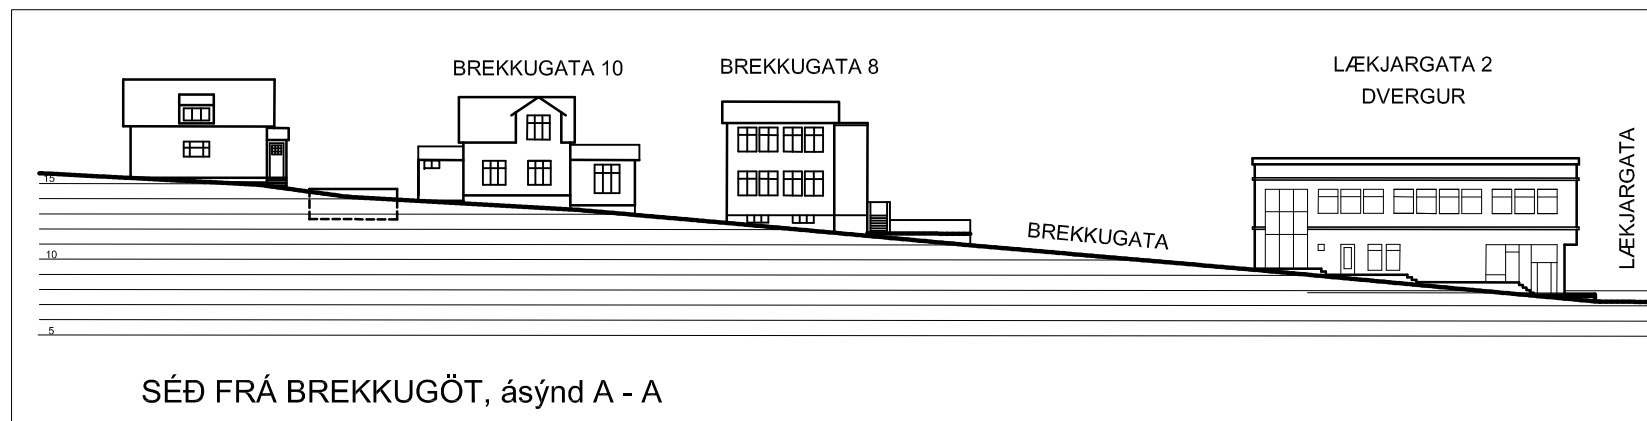 BREKKUGATA 10
BREKKUGATA 8
LÆKJARGATA 2
DVERGUR
LÆKJARGATA
BREKKUGATA
15
10
5
SÉÐ FRÁ BREKKUGÖT, ásýnd A - A